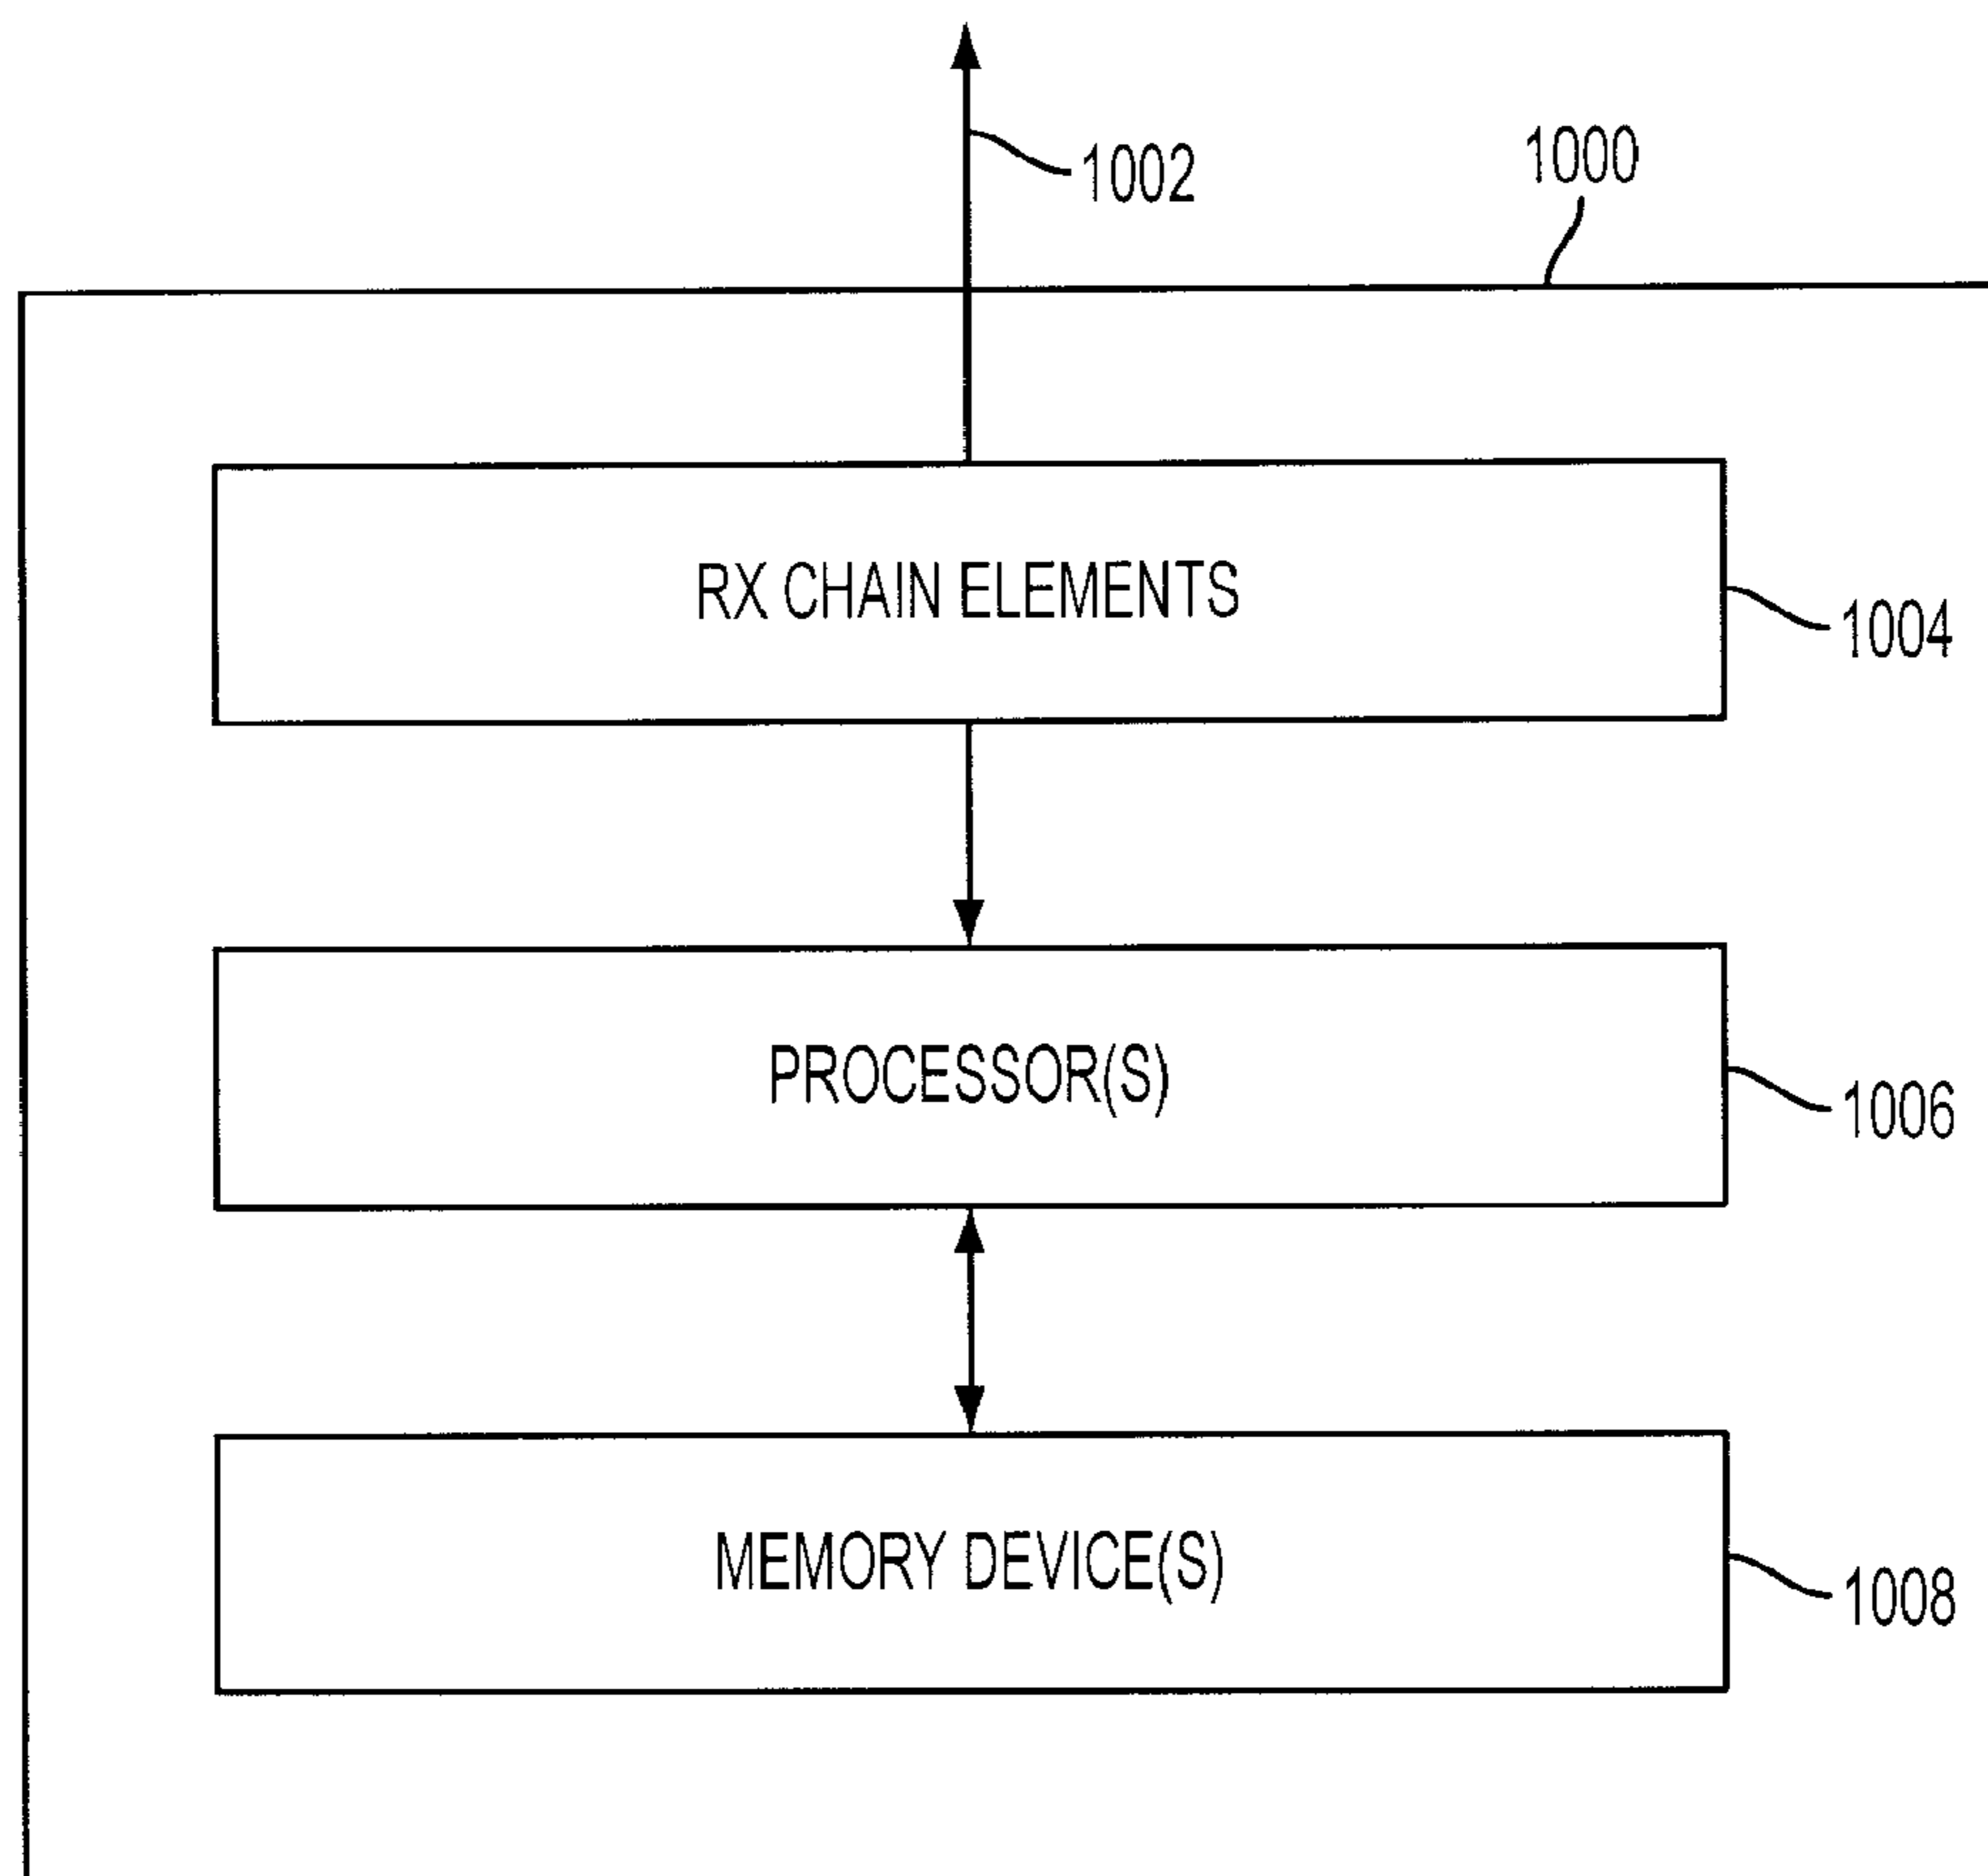 1002
1000
RX CHAIN ELEMENTS
1004
PROCESSOR(S)
1006
MEMORY DEVICE(S)
1008